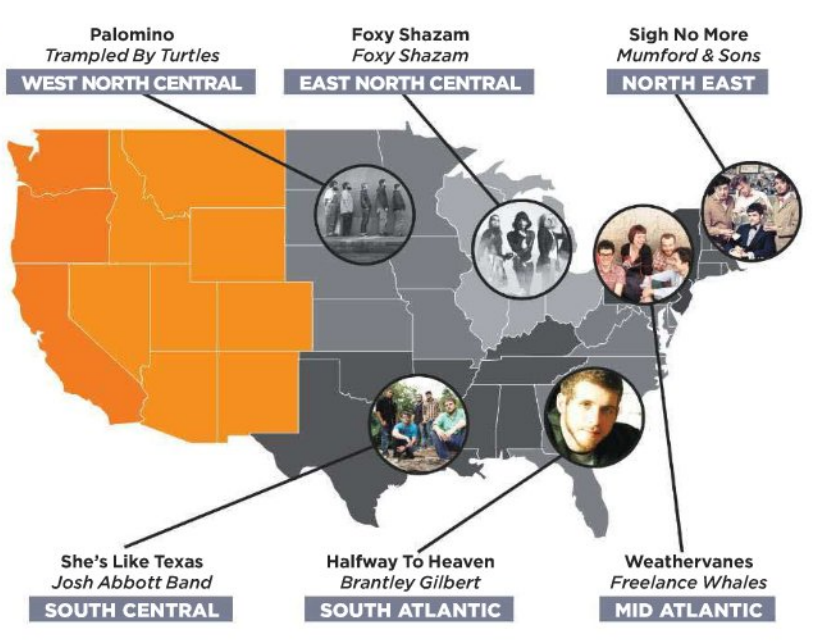 Palomino
Trampled By Turtles
WEST NORTH CENTRAL
Foxy Shazam
Foxy Shazam
EAST NORTH CENTRAL
Sigh No More
Mumford & Sons
NORTH EAST
She's Like Texas
Josh Abbott Band
SOUTH CENTRAL
Halfway To Heaven
Brantley Gilbert
SOUTH ATLANTIC
Weathervanes
Freelance Whales
MID ATLANTIC